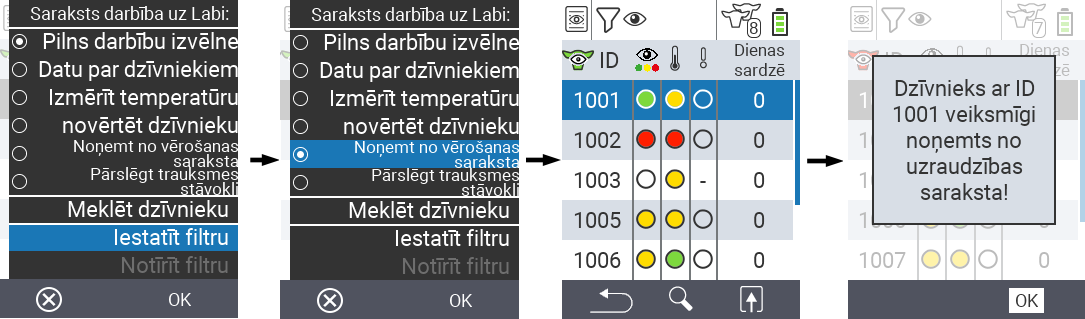 Saraksts darbība uz Labi:
Pilns darbību izvēlne
Datu par dzīvniekiem
Izmērīt temperatūru
novērtēt dzīvnieku
Noņemt no vērošanas
saraksta
Pārslēgt trauksmes
stāvokli
Meklēt dzīvnieku
Iestatīt filtru
Notīrīt filtru
OK
Saraksts darbība uz Labi:
Pilns darbību izvēlne
Datu par dzīvniekiem
Izmērīt temperatūru
novērtēt dzīvnieku
Noņemt no vērošanas
saraksta
Pārslēgt trauksmes
stāvokli
Meklēt dzīvnieku
Iestatīt filtru
Notīrīt filtru
OK
8
ID Dienas
sardzē
1001 0
1002 0
1003 - 0
1005 0
1006 0
7
Dienas
sardzē
Dzīvnieks ar ID
1001 veiksmīgi
noņemts no
uzraudzības
saraksta!
1007 0
OK